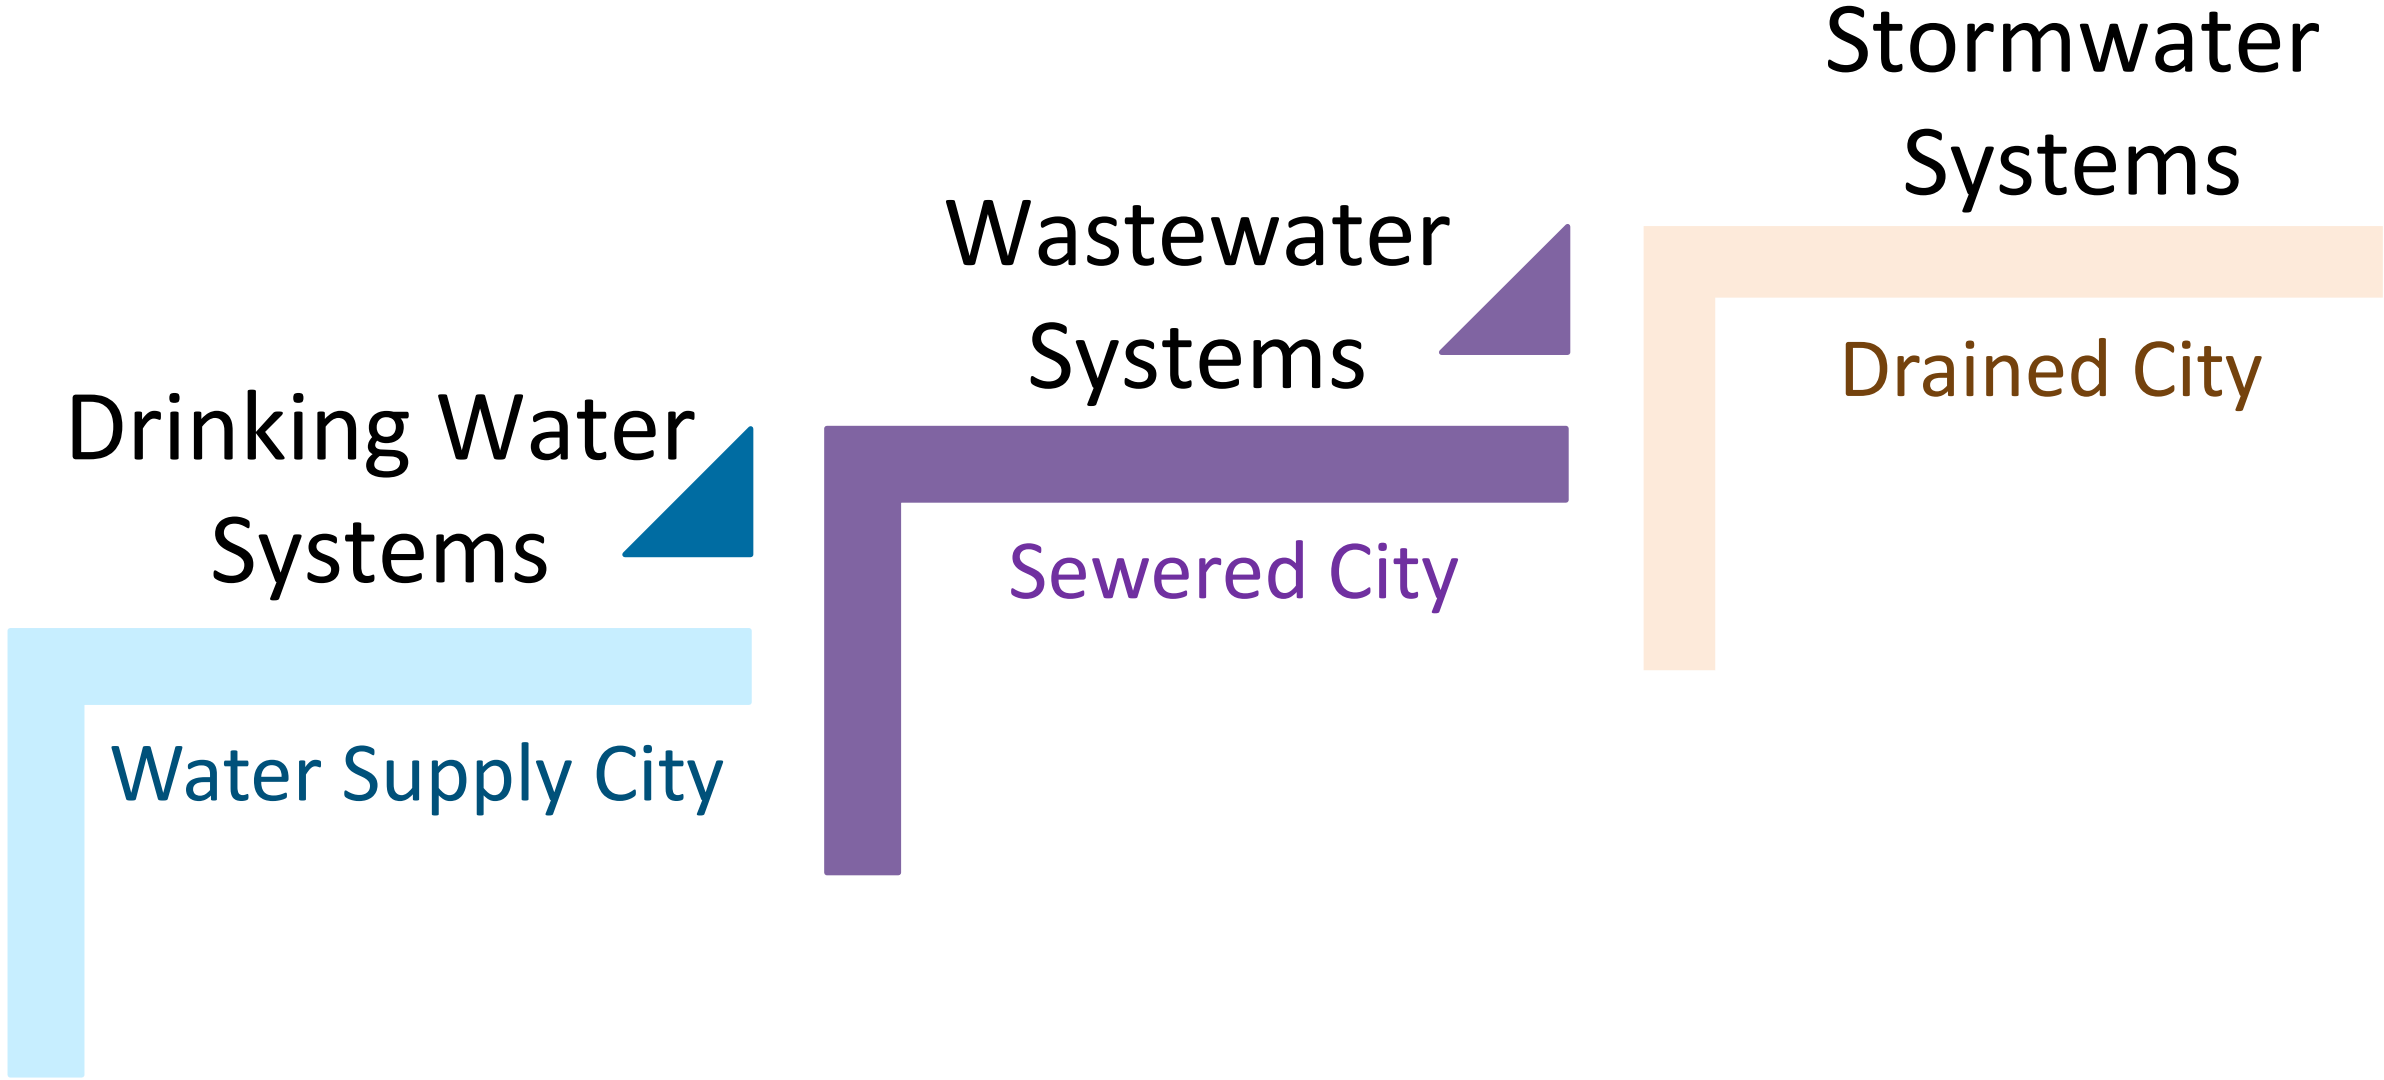 Drinking Water
Systems
Water Supply City
Wastewater
Systems
Sewered City
Stormwater
Systems
Drained City